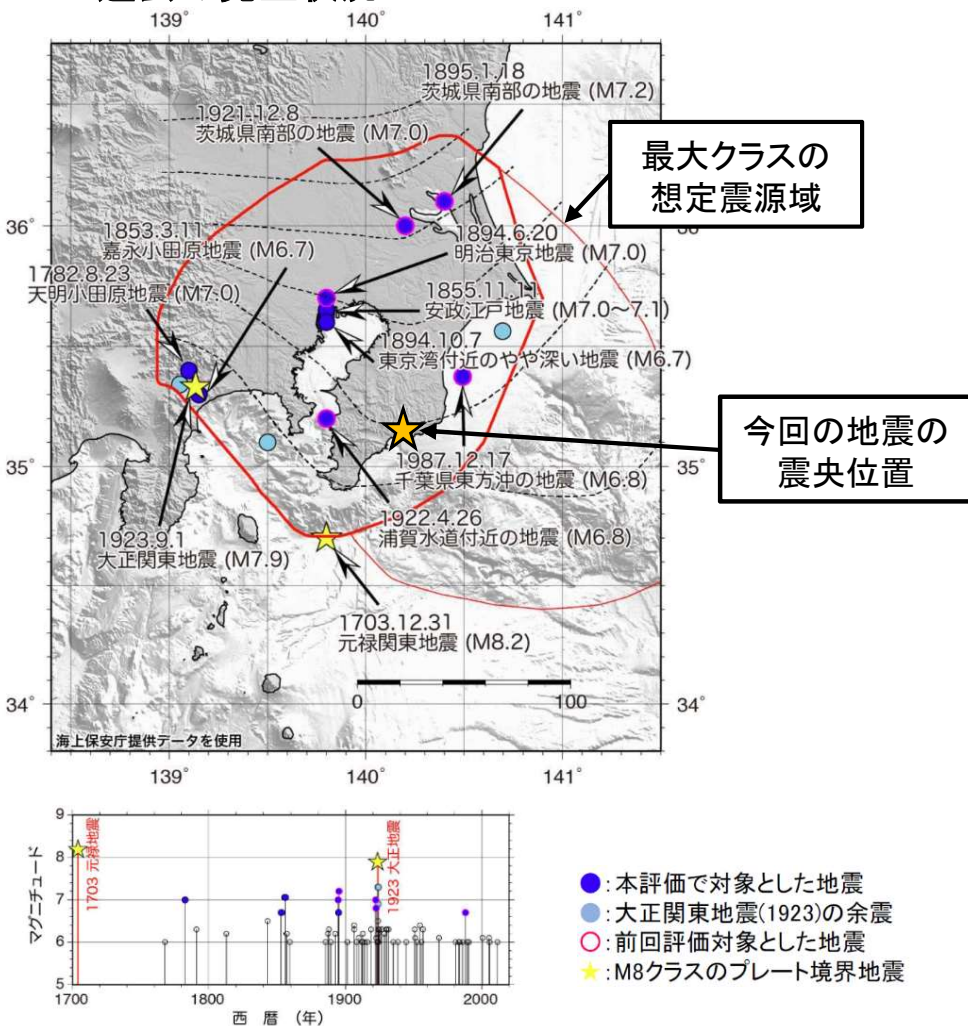 139°
140°
141°
1895.1.18
茨城県南部の地震 (M7.2)
1921.12.8
茨城県南部の地震 (M7.0)
最大クラスの
想定震源域
36°
36°
1853.3.11
嘉永小田原地震 (M6.7)
1894.6.20
明治東京地震 (M7.0)
1782.8.23
天明小田原地震 (M7.0)
1855.11.11
安政江戸地震 (M7.0～7.1)
1894.10.7
東京湾付近のやや深い地震 (M6.7)
今回の地震の
震央位置
35°
35°
1987.12.17
千葉県東方沖の地震 (M6.8)
1922.4.26
浦賀水道付近の地震 (M6.8)
1923.9.1
大正関東地震 (M7.9)
1703.12.31
元禄関東地震 (M8.2)
0
100
34°
34°
海上保安庁提供データを使用
139°
140°
141°
マグニチュード
9
8
7
6
5
1703 元禄地震
1923 大正地震
1700
1800
1900
2000
西 暦 (年)
:本評価で対象とした地震
:大正関東地震(1923)の余震
:前回評価対象とした地震
:M8クラスのプレート境界地震